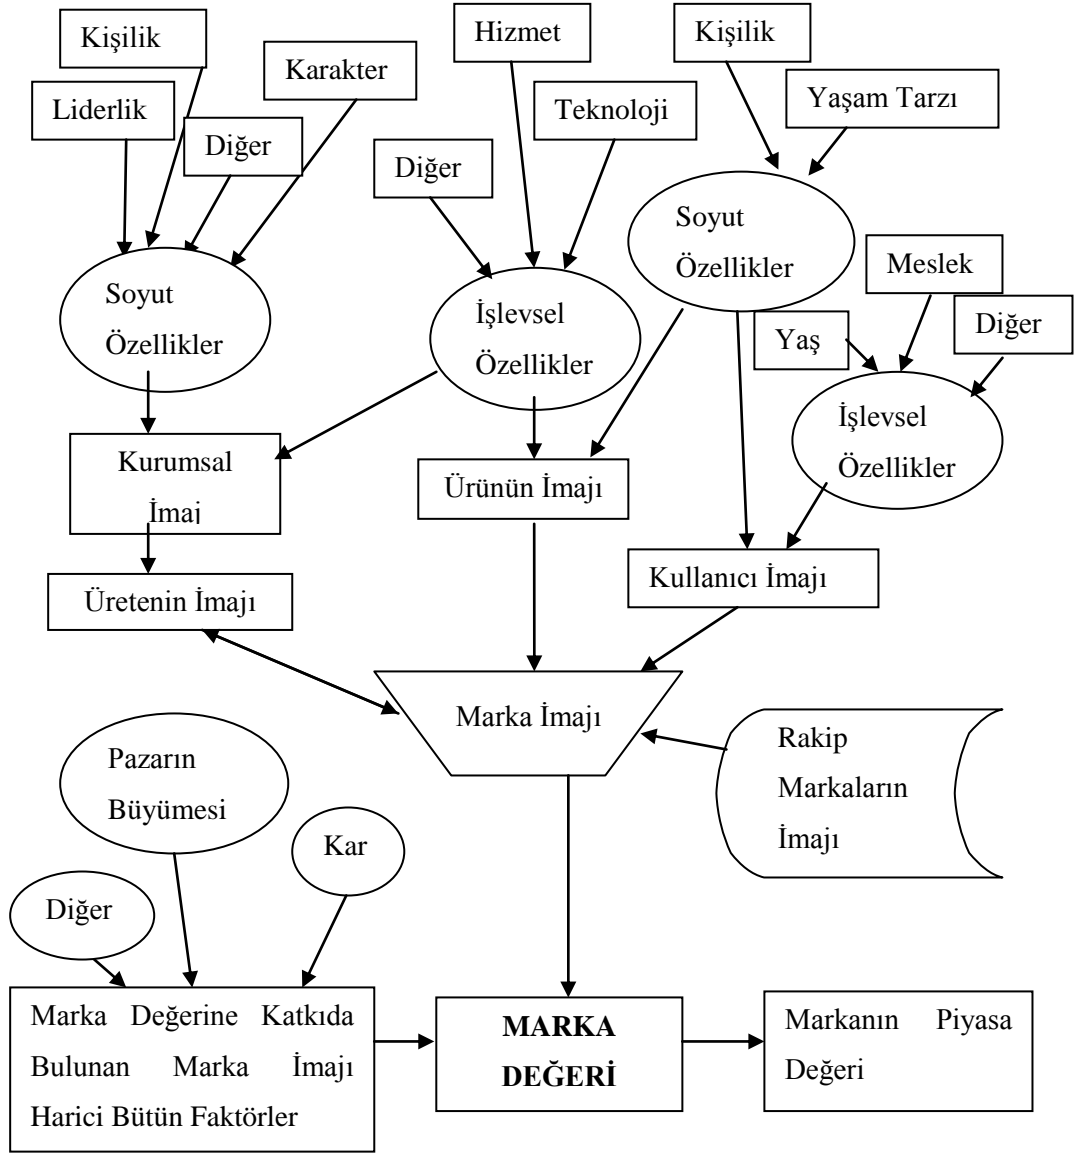 Kişilik
Hizmet
Kişilik
Karakter
Liderlik
Diğer
Teknoloji
Diğer
Yaşam Tarzı
Soyut
Özellikler
Soyut
Özellikler
İşlevsel
Özellikler
Meslek
Diğer
Yaş
İşlevsel
Özellikler
Kurumsal
İmaj
Ürünün İmajı
Kullanıcı İmajı
Üretenin İmajı
Marka İmajı
Rakip
Markaların
İmajı
Pazarın
Büyümesi
Kar
Diğer
Marka Değerine Katkıda
Bulunan Marka İmajı
Harici Bütün Faktörler
MARKA
DEĞERİ
Markanın Piyasa
Değeri